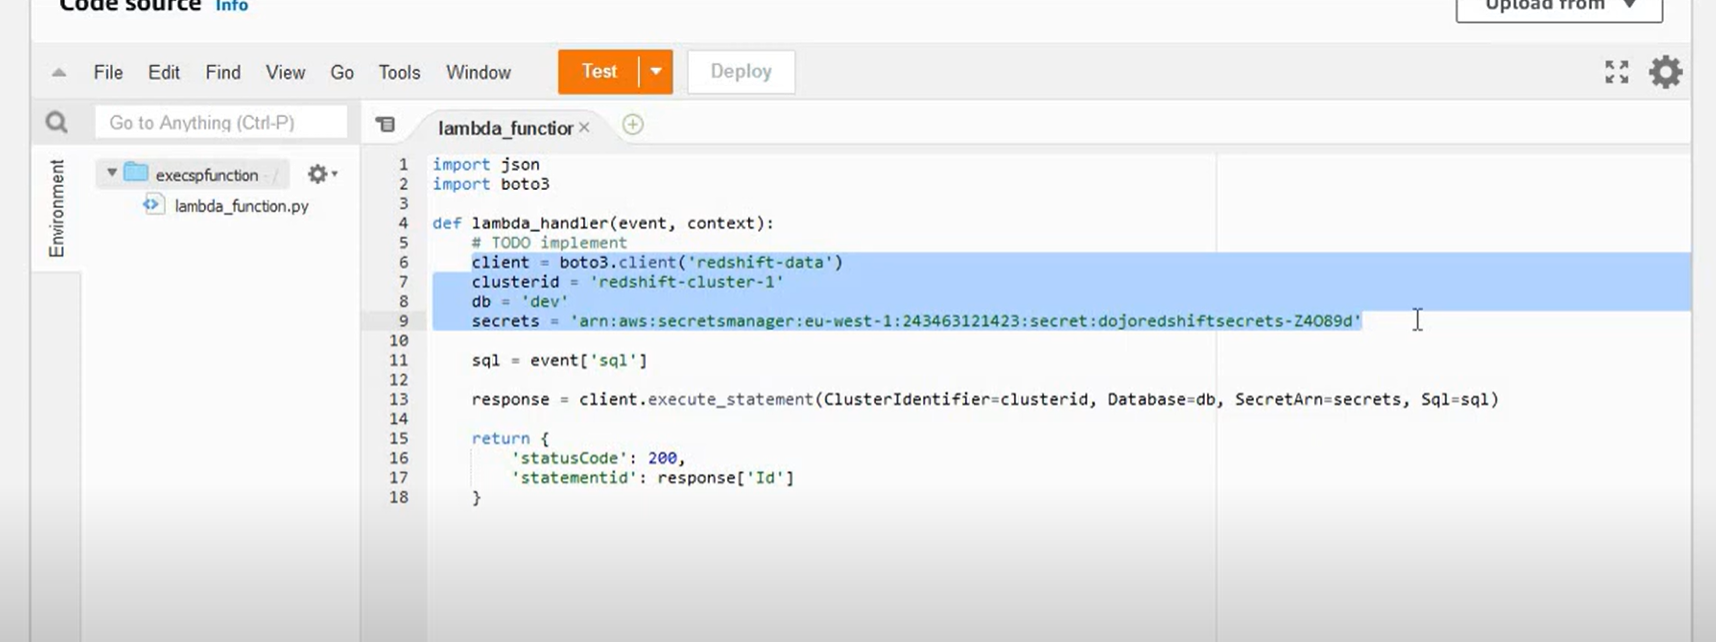 Code source Info
Upload from
File Edit Find View Go Tools Window Test Deploy
Go to Anything (Ctrl-P)
lambda_function
Environment
execspfunction - /
lambda_function.py
1 import json
2 import boto3
3
4 def lambda_handler(event, context):
5 # TODO implement
6 client = boto3.client('redshift-data')
7 clusterid = 'redshift-cluster-1'
8 db = 'dev'
9 secrets = 'arn:aws:secretsmanager:eu-west-1:243463121423:secret:dojoredshiftsecrets-Z4O89d'
10
11 sql = event['sql']
12
13 response = client.execute_statement(ClusterIdentifier=clusterid, Database=db, SecretArn=secrets, Sql=sql)
14
15 return {
16 'statusCode': 200,
17 'statementid': response['Id']
18 }